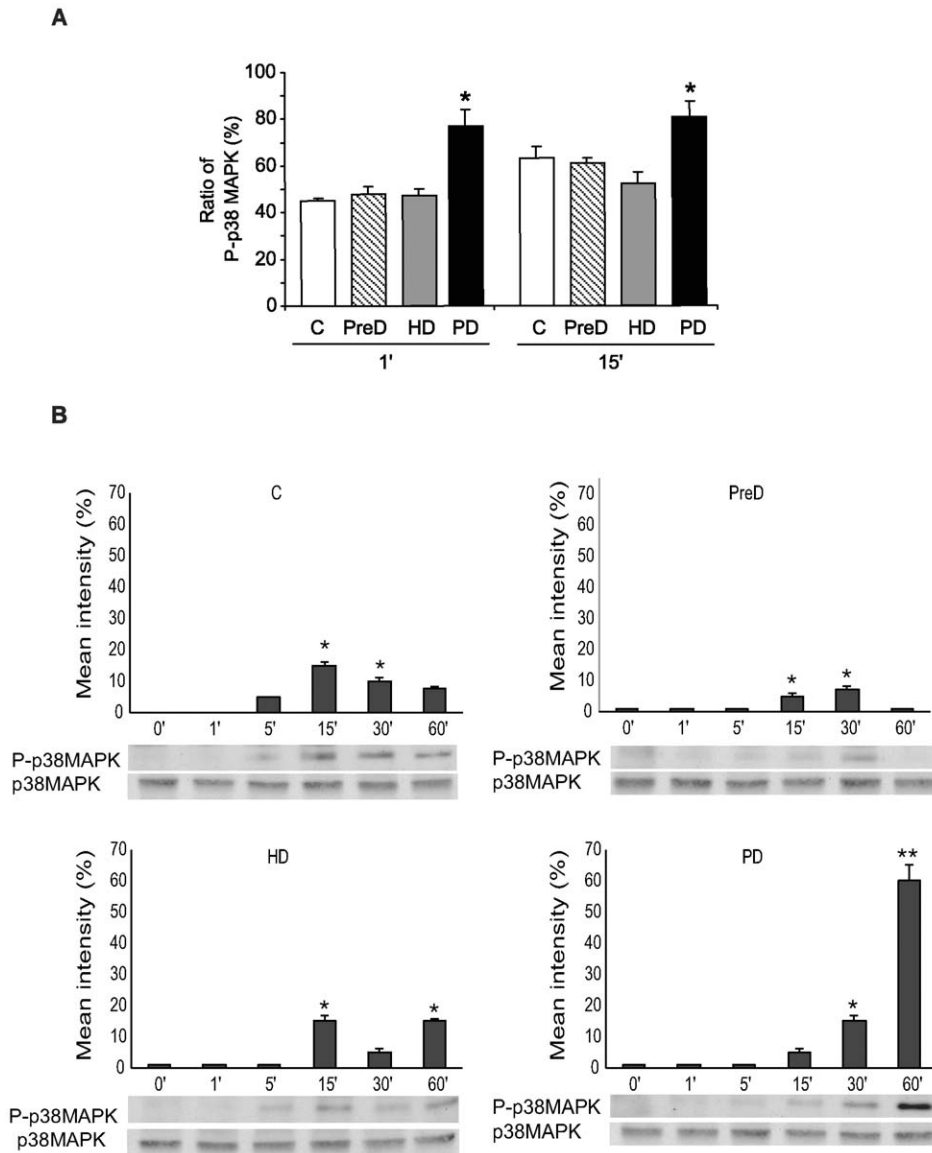 A
Ratio of
P-p38 MAPK (%)
100
80
60
40
20
0
* *
C PreD HD PD C PreD HD PD
1' 15'
B
C
Mean intensity (%)
70
60
50
40
30
20
10
0
* *
0' 1' 5' 15' 30' 60'
P-p38MAPK
p38MAPK
PreD
Mean intensity (%)
70
60
50
40
30
20
10
0
* *
0' 1' 5' 15' 30' 60'
P-p38MAPK
p38MAPK
HD
Mean intensity (%)
70
60
50
40
30
20
10
0
* *
0' 1' 5' 15' 30' 60'
P-p38MAPK
p38MAPK
PD
Mean intensity (%)
70
60
50
40
30
20
10
0
* **
0' 1' 5' 15' 30' 60'
P-p38MAPK
p38MAPK